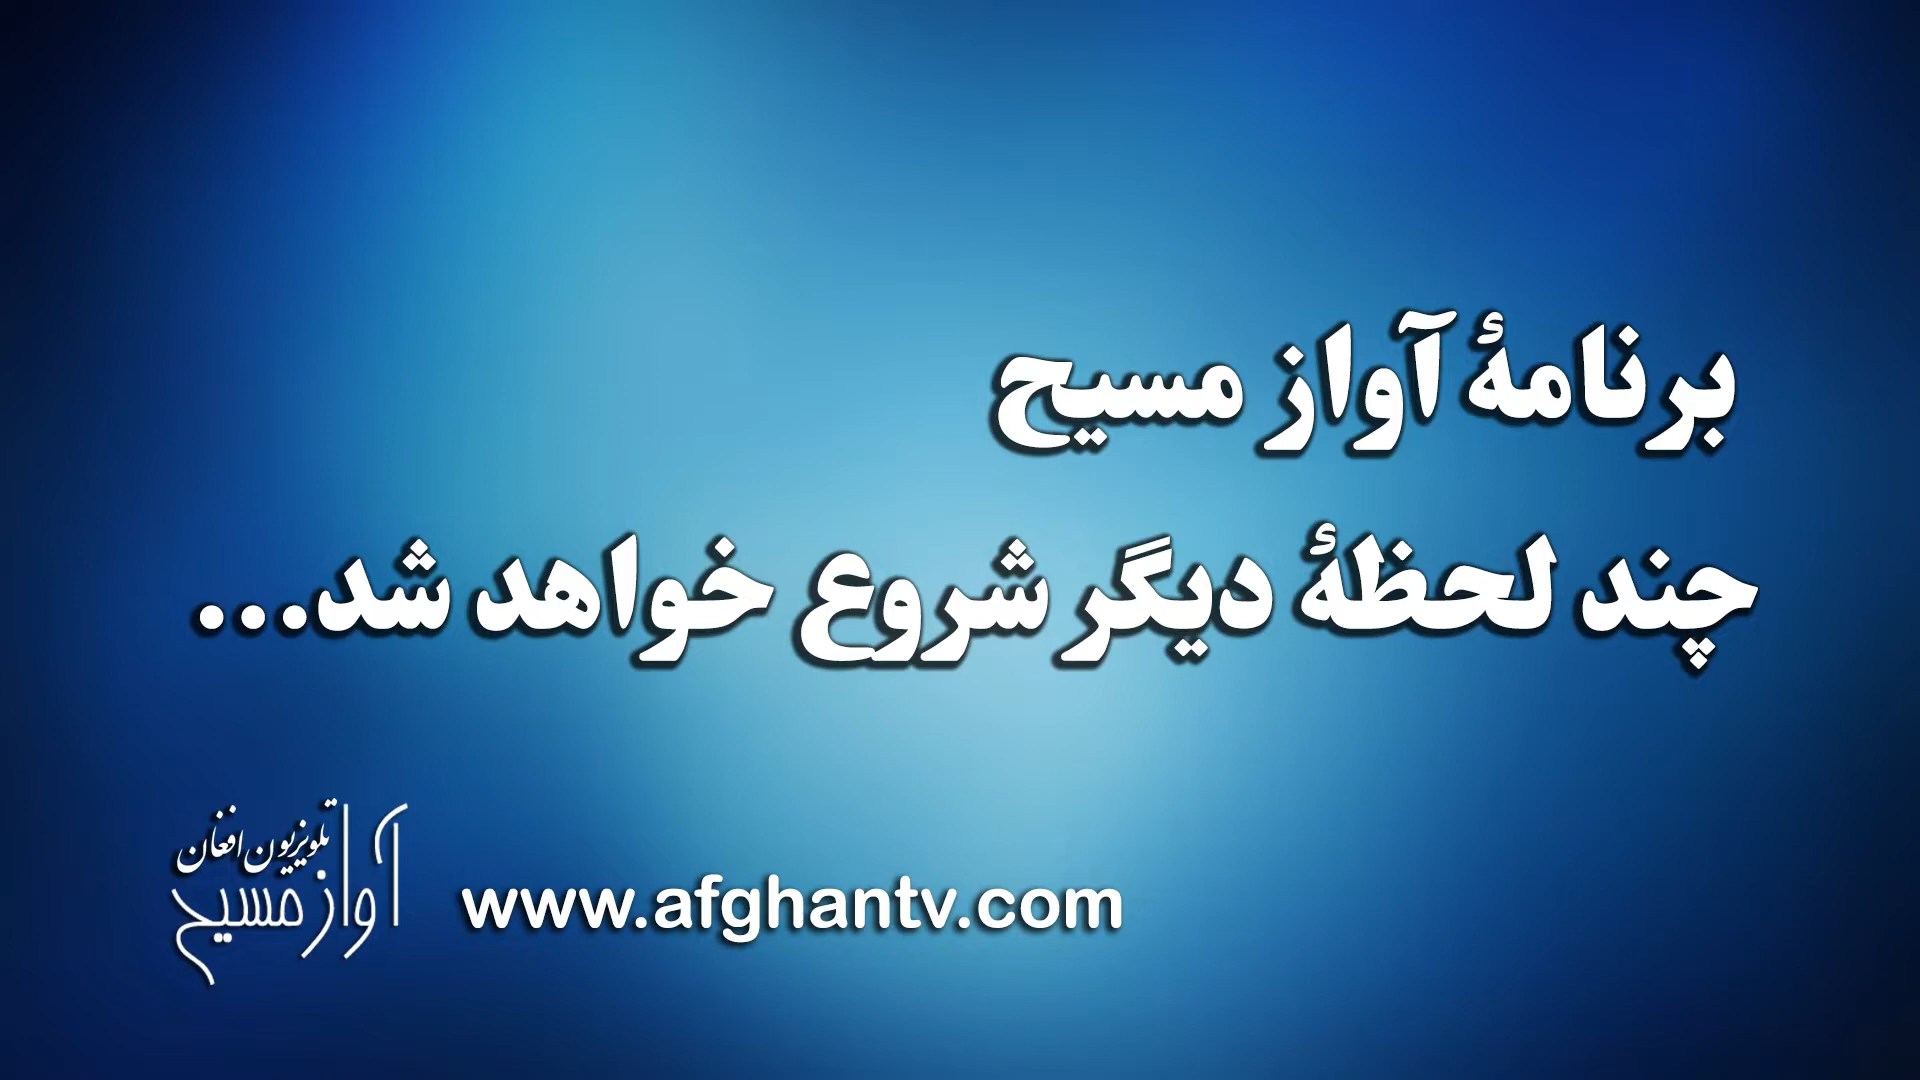 برنامهٔ آواز مسیح
چند لحظهٔ دیگر شروع خواهد شد...
تلویزیون افغان
آواز مسیح
www.afghantv.com